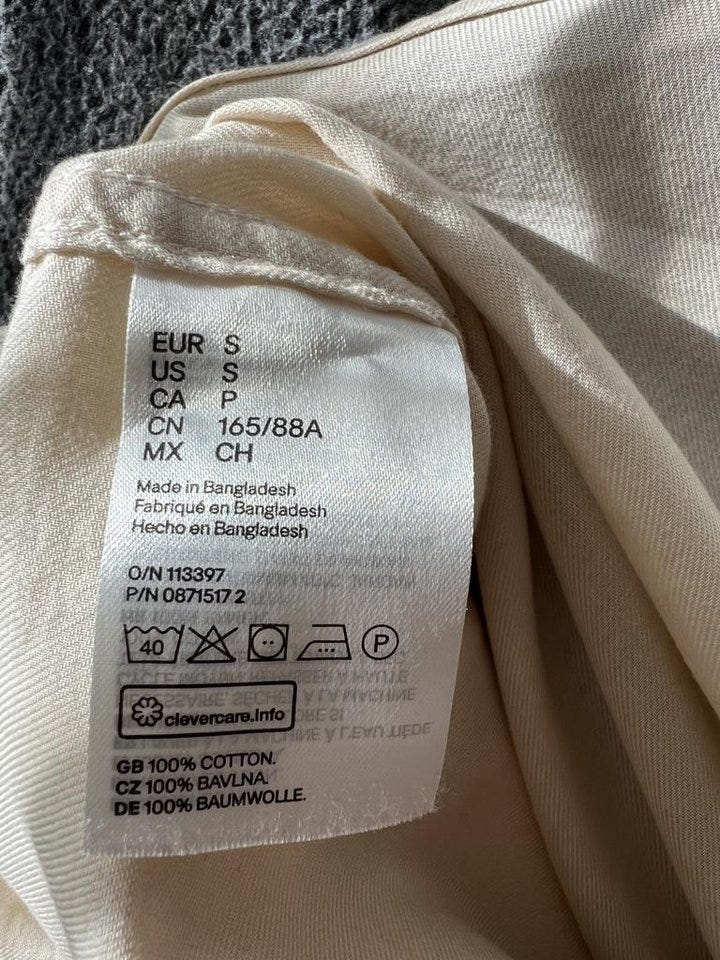 EUR S
US S
CA P
CN 165/88A
MX CH
Made in Bangladesh
Fabriqué en Bangladesh
Hecho en Bangladesh
O/N 113397
P/N 0871517 2
40
P
clevercare.info
GB 100% COTTON.
CZ 100% BAVLNA.
DE 100% BAUMWOLLE.